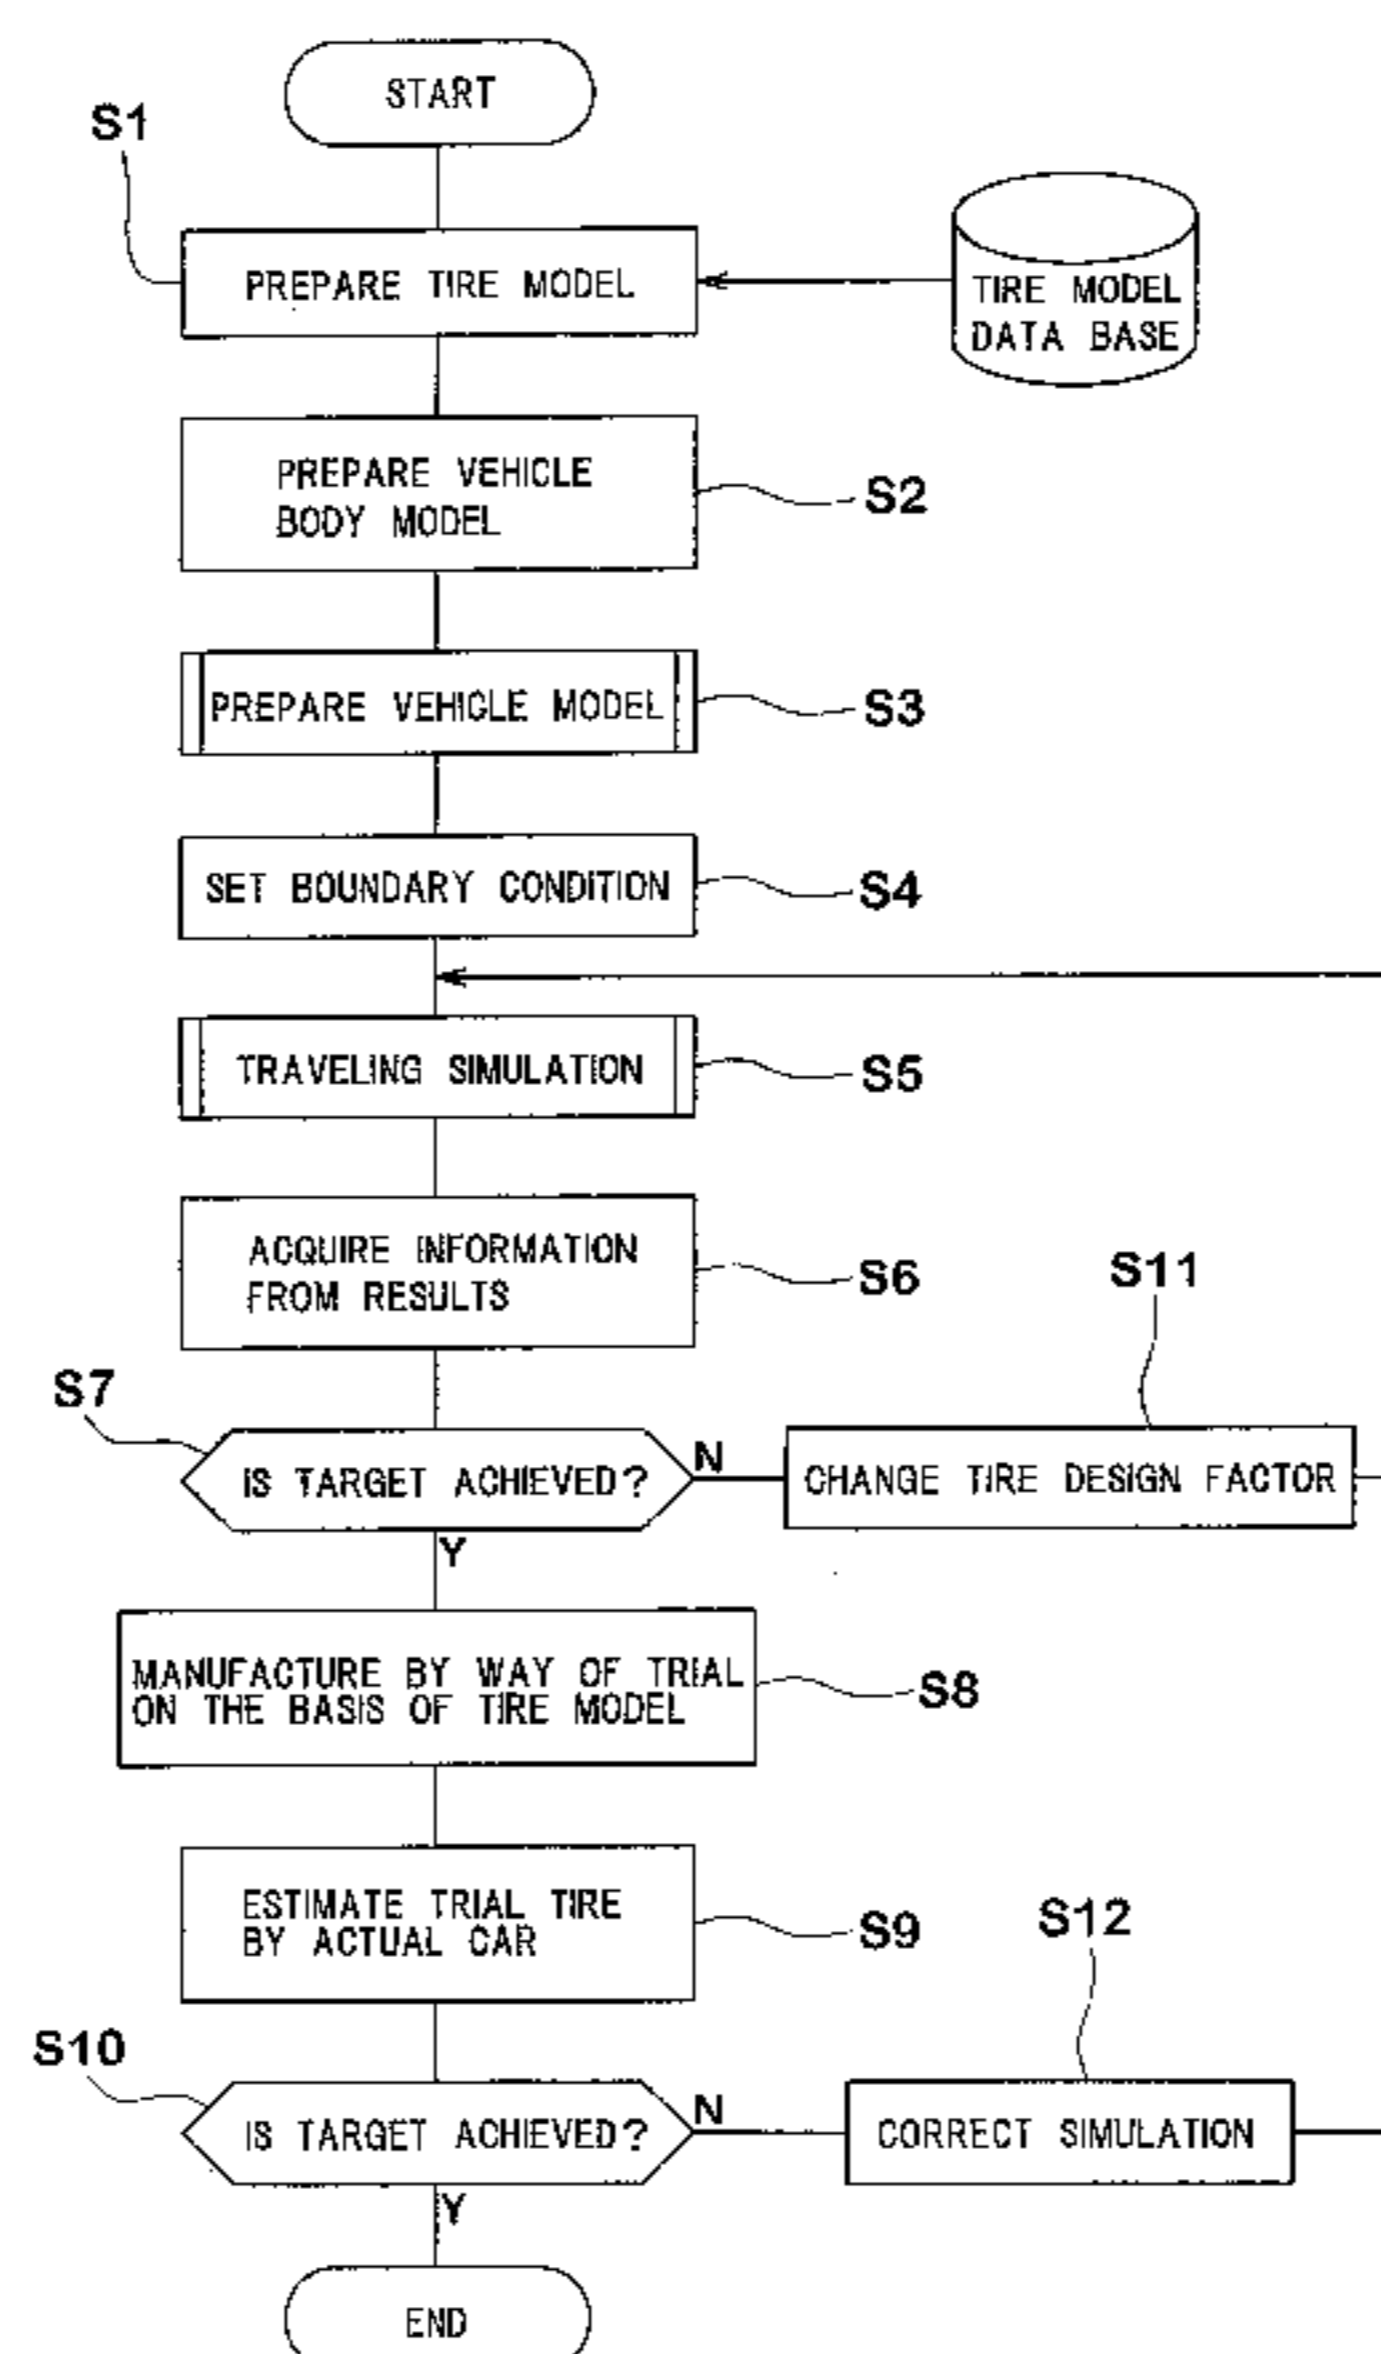 START
S1
PREPARE TIRE MODEL
TIRE MODEL
DATA BASE
PREPARE VEHICLE
BODY MODEL
S2
PREPARE VEHICLE MODEL
S3
SET BOUNDARY CONDITION
S4
TRAVELING SIMULATION
S5
ACQUIRE INFORMATION
FROM RESULTS
S6
S11
S7
IS TARGET ACHIEVED?
N
CHANGE TIRE DESIGN FACTOR
Y
MANUFACTURE BY WAY OF TRIAL
ON THE BASIS OF TIRE MODEL
S8
ESTIMATE TRIAL TIRE
BY ACTUAL CAR
S9
S12
S10
IS TARGET ACHIEVED?
N
CORRECT SIMULATION
Y
END